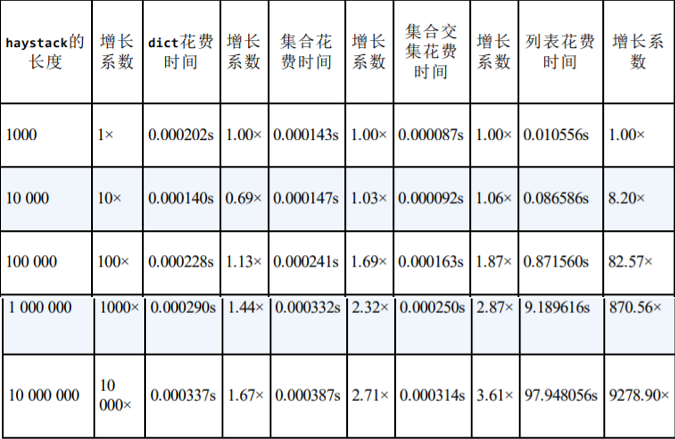 haystack的长度 增长系数 dict花费时间 增长系数 集合花费时间 增长系数 集合交集花费时间 增长系数 列表花费时间 增长系数
1000 1× 0.000202s 1.00× 0.000143s 1.00× 0.000087s 1.00× 0.010556s 1.00×
10 000 10× 0.000140s 0.69× 0.000147s 1.03× 0.000092s 1.06× 0.086586s 8.20×
100 000 100× 0.000228s 1.13× 0.000241s 1.69× 0.000163s 1.87× 0.871560s 82.57×
1 000 000 1000× 0.000290s 1.44× 0.000332s 2.32× 0.000250s 2.87× 9.189616s 870.56×
10 000 000 10 000× 0.000337s 1.67× 0.000387s 2.71× 0.000314s 3.61× 97.948056s 9278.90×